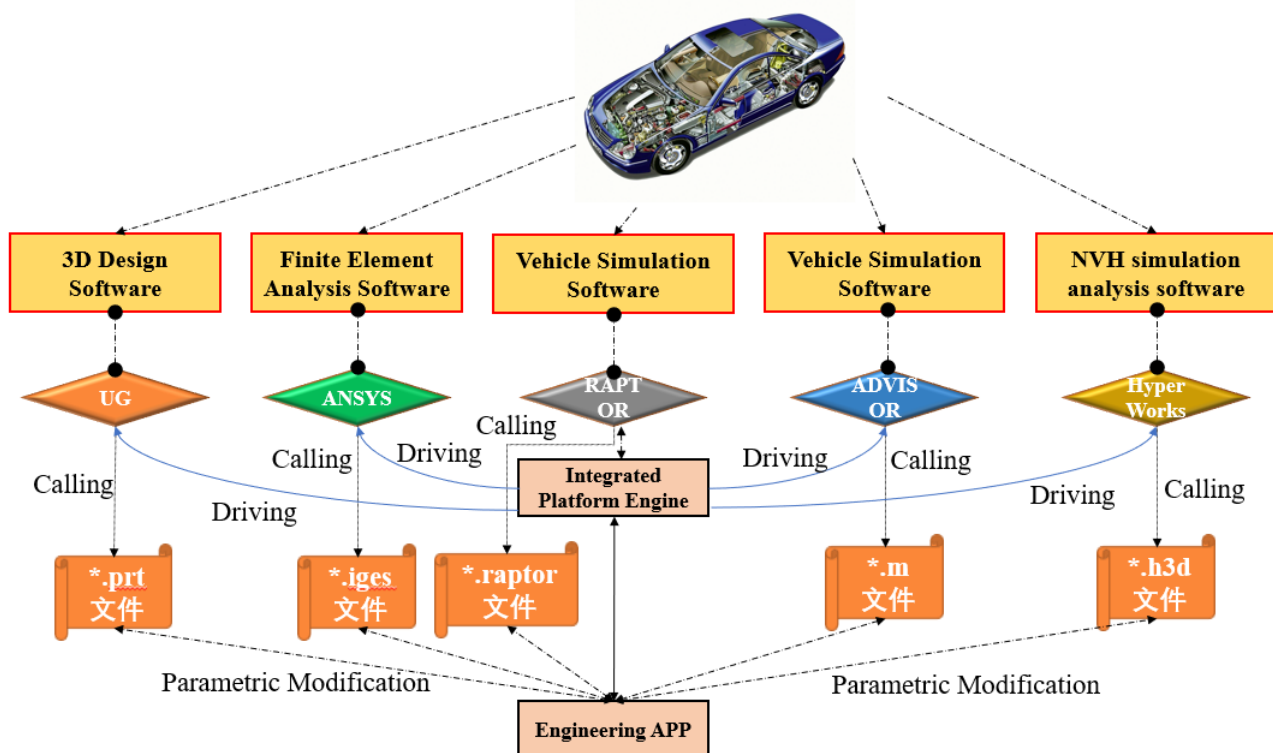 3D Design
Software
Finite Element
Analysis Software
Vehicle Simulation
Software
Vehicle Simulation
Software
NVH simulation
analysis software
UG
ANSYS
RAPT
OR
ADVIS
OR
Hyper
Works
Calling
Driving
Calling
Driving
Calling
Integrated
Platform Engine
Driving
Calling
Driving
Calling
*.prt
文件
*.iges
文件
*.raptor
文件
*.m
文件
*.h3d
文件
Parametric Modification
Parametric Modification
Engineering APP